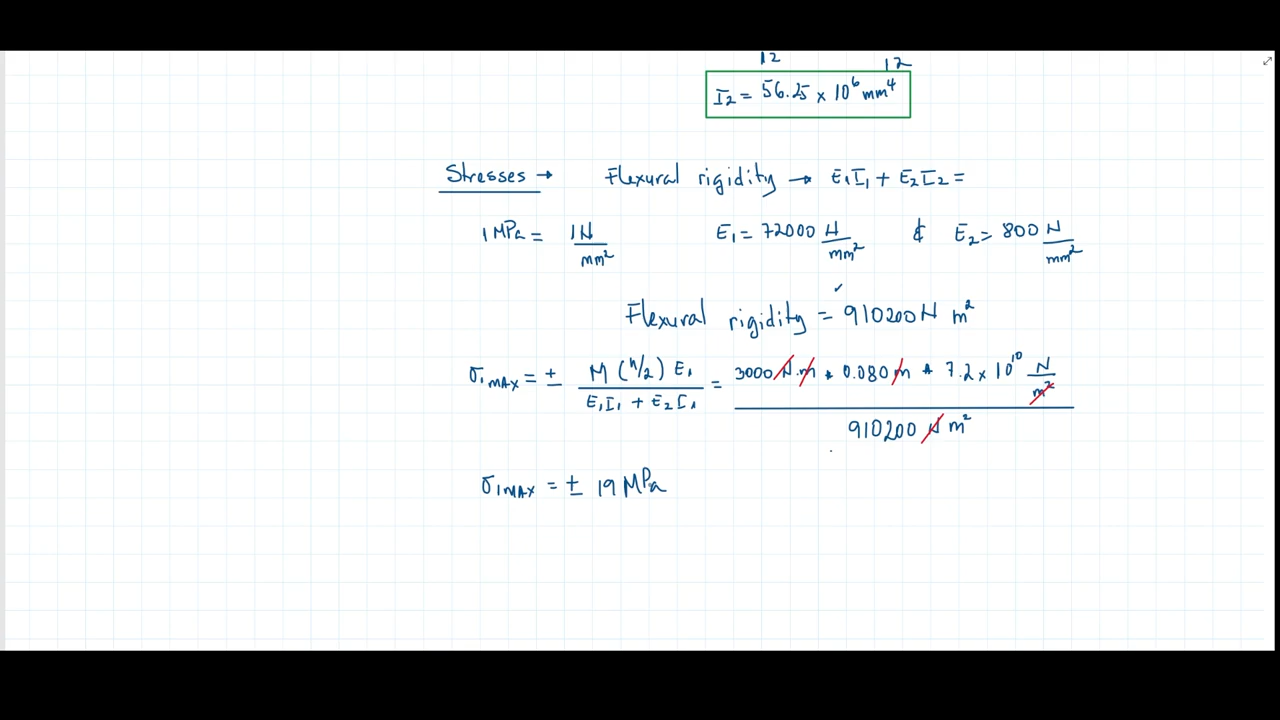 12 12
I2 = 56.25 × 10^6 mm^4
Stresses → Flexural rigidity → E1I1 + E2I2 =
1 MPa = 1N/mm^2 E1 = 72000 N/mm^2 & E2 = 800 N/mm^2
Flexural rigidity = 910200 N m^2
σ1MAX = ± M (h/2) E1 / E1I1 + E2I1 = 3000 N.m * 0.080 m * 7.2 × 10^10 N/m^2 / 910200 N m^2
σ1MAX = ± 19 MPa